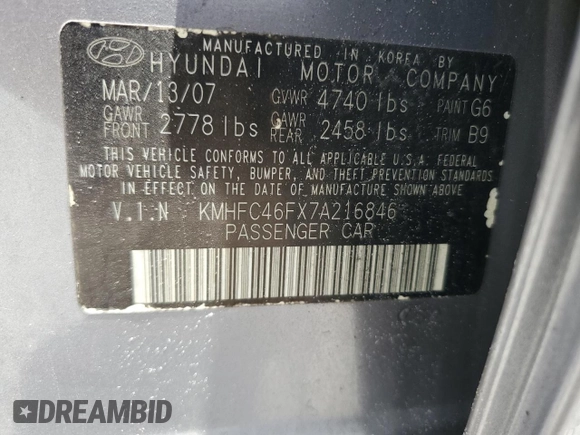 MANUFACTURED IN KOREA BY
HYUNDAI MOTOR COMPANY
MAR/13/07 GVWR 4740 lbs PAINT G6
GAWR FRONT 2778 lbs GAWR REAR 2458 lbs TRIM B9
THIS VEHICLE CONFORMS TO ALL APPLICABLE U.S.A. FEDERAL
MOTOR VEHICLE SAFETY, BUMPER, AND THEFT PREVENTION
STANDARDS IN EFFECT ON THE DATE OF MANUFACTURE SHOWN ABOVE
V.I.N KMHFC46FX7A216846
PASSENGER CAR
DREAMBID